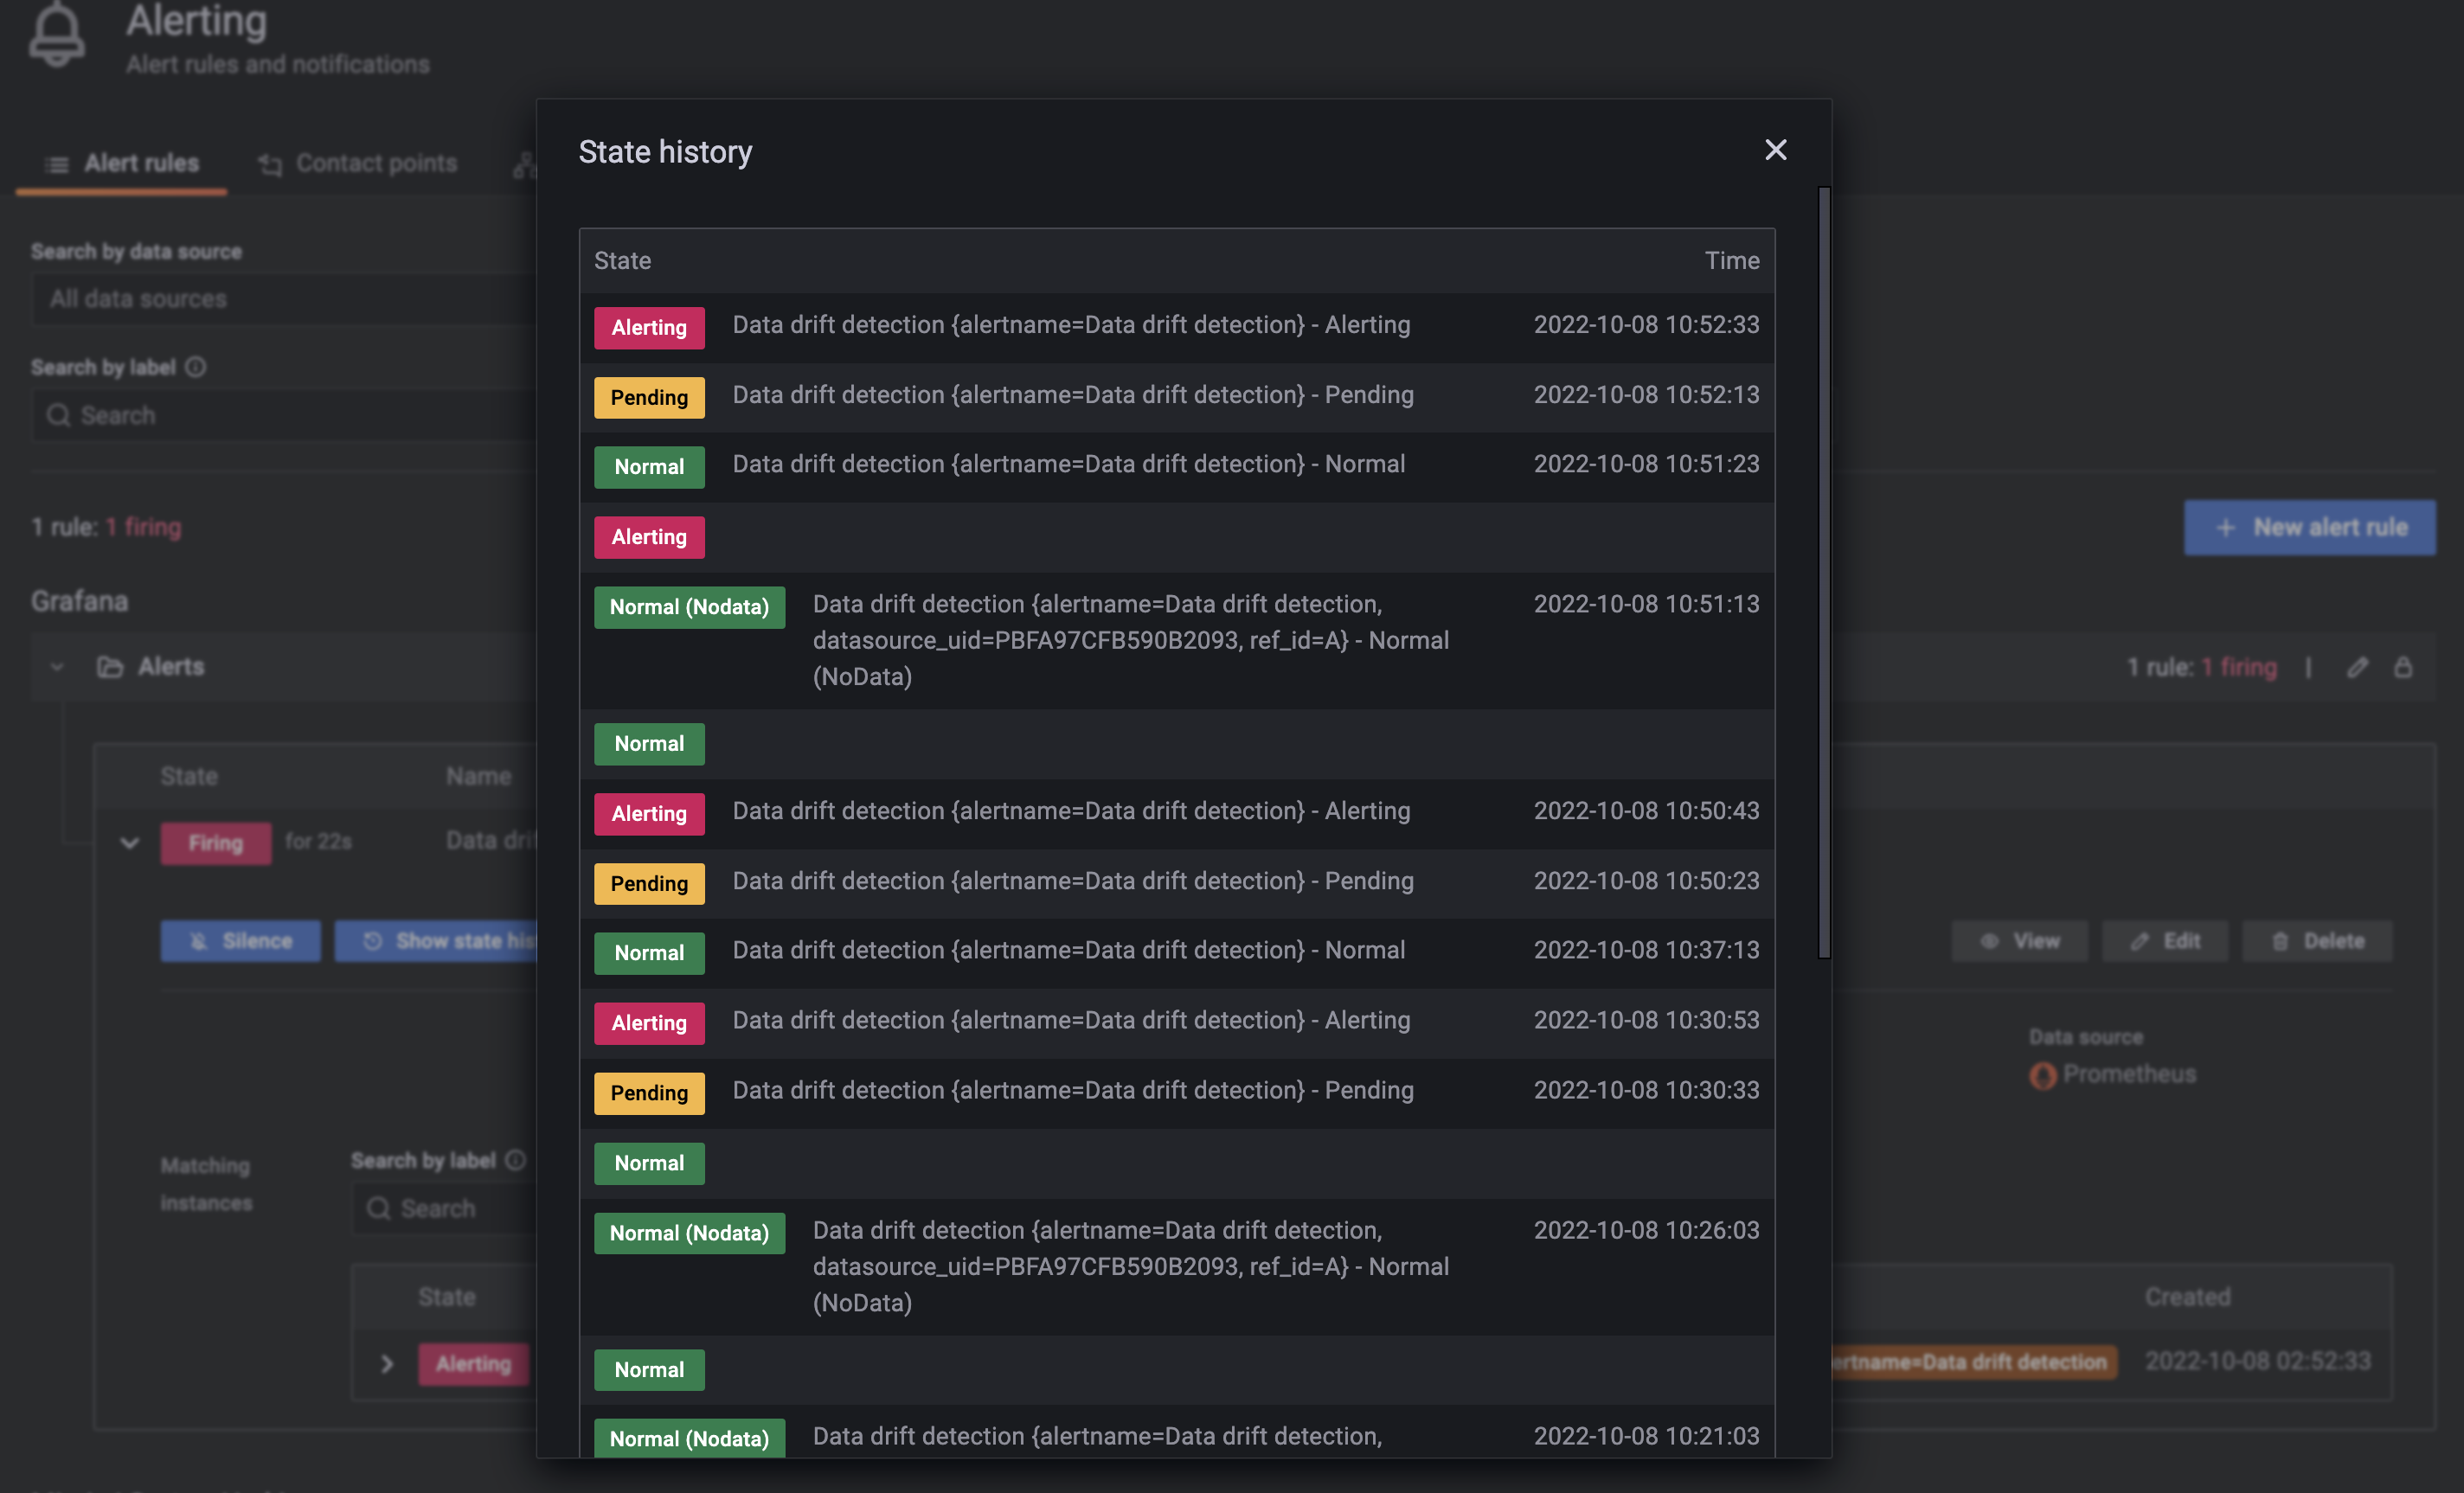 Alerting
Alert rules and notifications
Alert rules
Contact points
Search by data source
All data sources
Search by label
Search
1 rule: 1 firing
New alert rule
Grafana
Alerts
1 rule: 1 firing |
State Name
Firing for 22s
Silence
View
Edit
Delete
Data source
Prometheus
Matching
instances
Search by label
Search
State
Created
Alerting
2022-10-08 02:52:33
State history
State Time
Alerting Data drift detection {alertname=Data drift detection} - Alerting 2022-10-08 10:52:33
Pending Data drift detection {alertname=Data drift detection} - Pending 2022-10-08 10:52:13
Normal Data drift detection {alertname=Data drift detection} - Normal 2022-10-08 10:51:23
Alerting
Normal (Nodata) Data drift detection {alertname=Data drift detection, 2022-10-08 10:51:13
datasource_uid=PBFA97CFB590B2093, ref_id=A} - Normal
(NoData)
Normal
Alerting Data drift detection {alertname=Data drift detection} - Alerting 2022-10-08 10:50:43
Pending Data drift detection {alertname=Data drift detection} - Pending 2022-10-08 10:50:23
Normal Data drift detection {alertname=Data drift detection} - Normal 2022-10-08 10:37:13
Alerting Data drift detection {alertname=Data drift detection} - Alerting 2022-10-08 10:30:53
Pending Data drift detection {alertname=Data drift detection} - Pending 2022-10-08 10:30:33
Normal
Normal (Nodata) Data drift detection {alertname=Data drift detection, 2022-10-08 10:26:03
datasource_uid=PBFA97CFB590B2093, ref_id=A} - Normal
(NoData)
Normal
Normal (Nodata) Data drift detection {alertname=Data drift detection, 2022-10-08 10:21:03